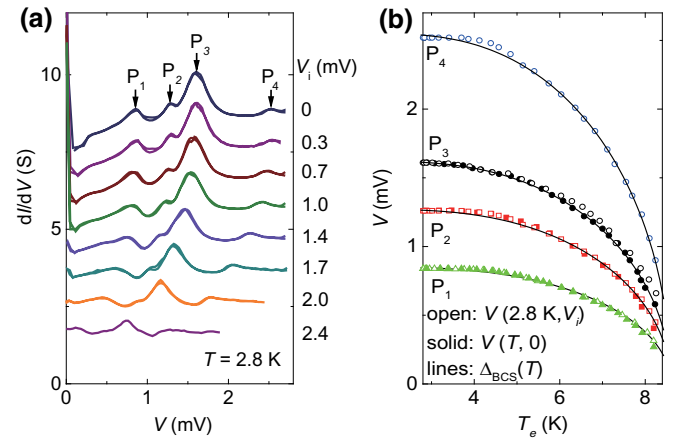 (a)
P₁
P₂
P₃
P₄
Vᵢ (mV)
0
0.3
0.7
1.0
1.4
1.7
2.0
2.4
10
5
0
dI/dV (S)
T = 2.8 K
0
1
2
V (mV)
(b)
P₄
P₃
P₂
P₁
open: V (2.8 K,Vᵢ)
solid: V (T, 0)
lines: Δ_BCS(T)
2
1
0
V (mV)
4
6
8
Tₑ (K)